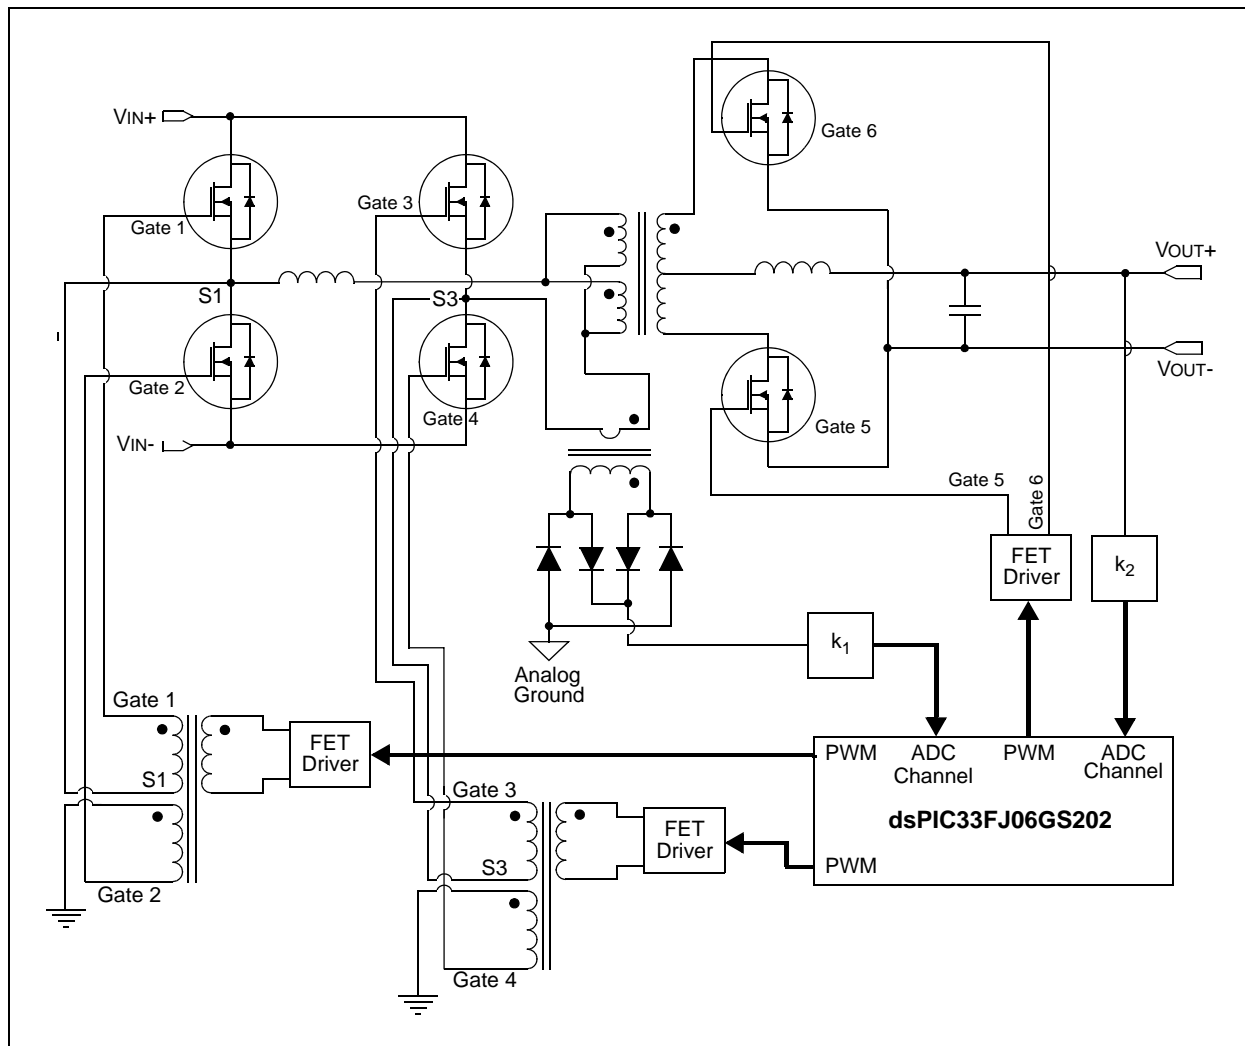 VIN+
Gate 1
Gate 3
Gate 6
S1
S3
VOUT+
Gate 2
Gate 4
VOUT-
VIN-
Gate 5
Gate 5
Gate 6
FET
Driver
k2
k1
Analog
Ground
Gate 1
S1
Gate 2
FET
Driver
Gate 3
S3
Gate 4
FET
Driver
PWM
ADC
Channel
PWM
ADC
Channel
dsPIC33FJ06GS202
PWM